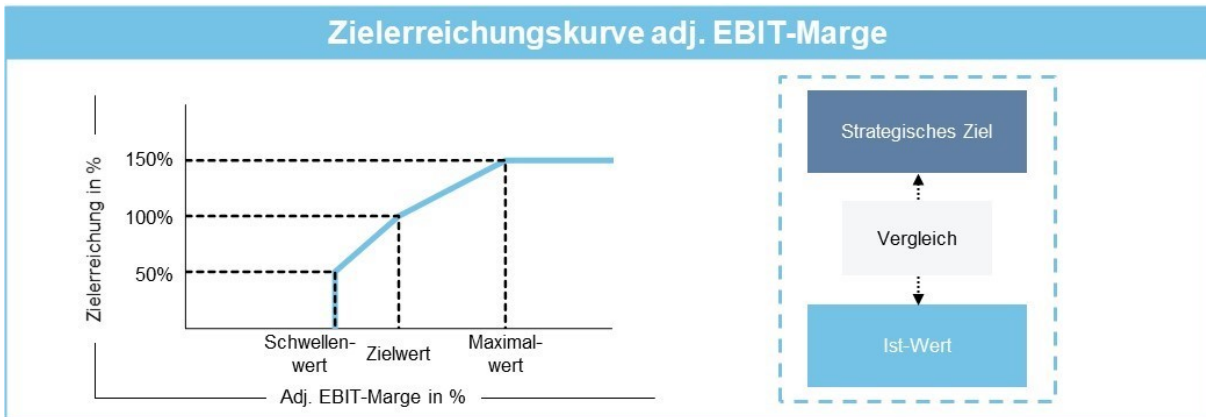 Zielerreichungskurve adj. EBIT-Marge
Zielerreichung in %
150%
100%
50%
Schwellen-
wert
Zielwert
Maximal-
wert
Adj. EBIT-Marge in %
Strategisches Ziel
Vergleich
Ist-Wert